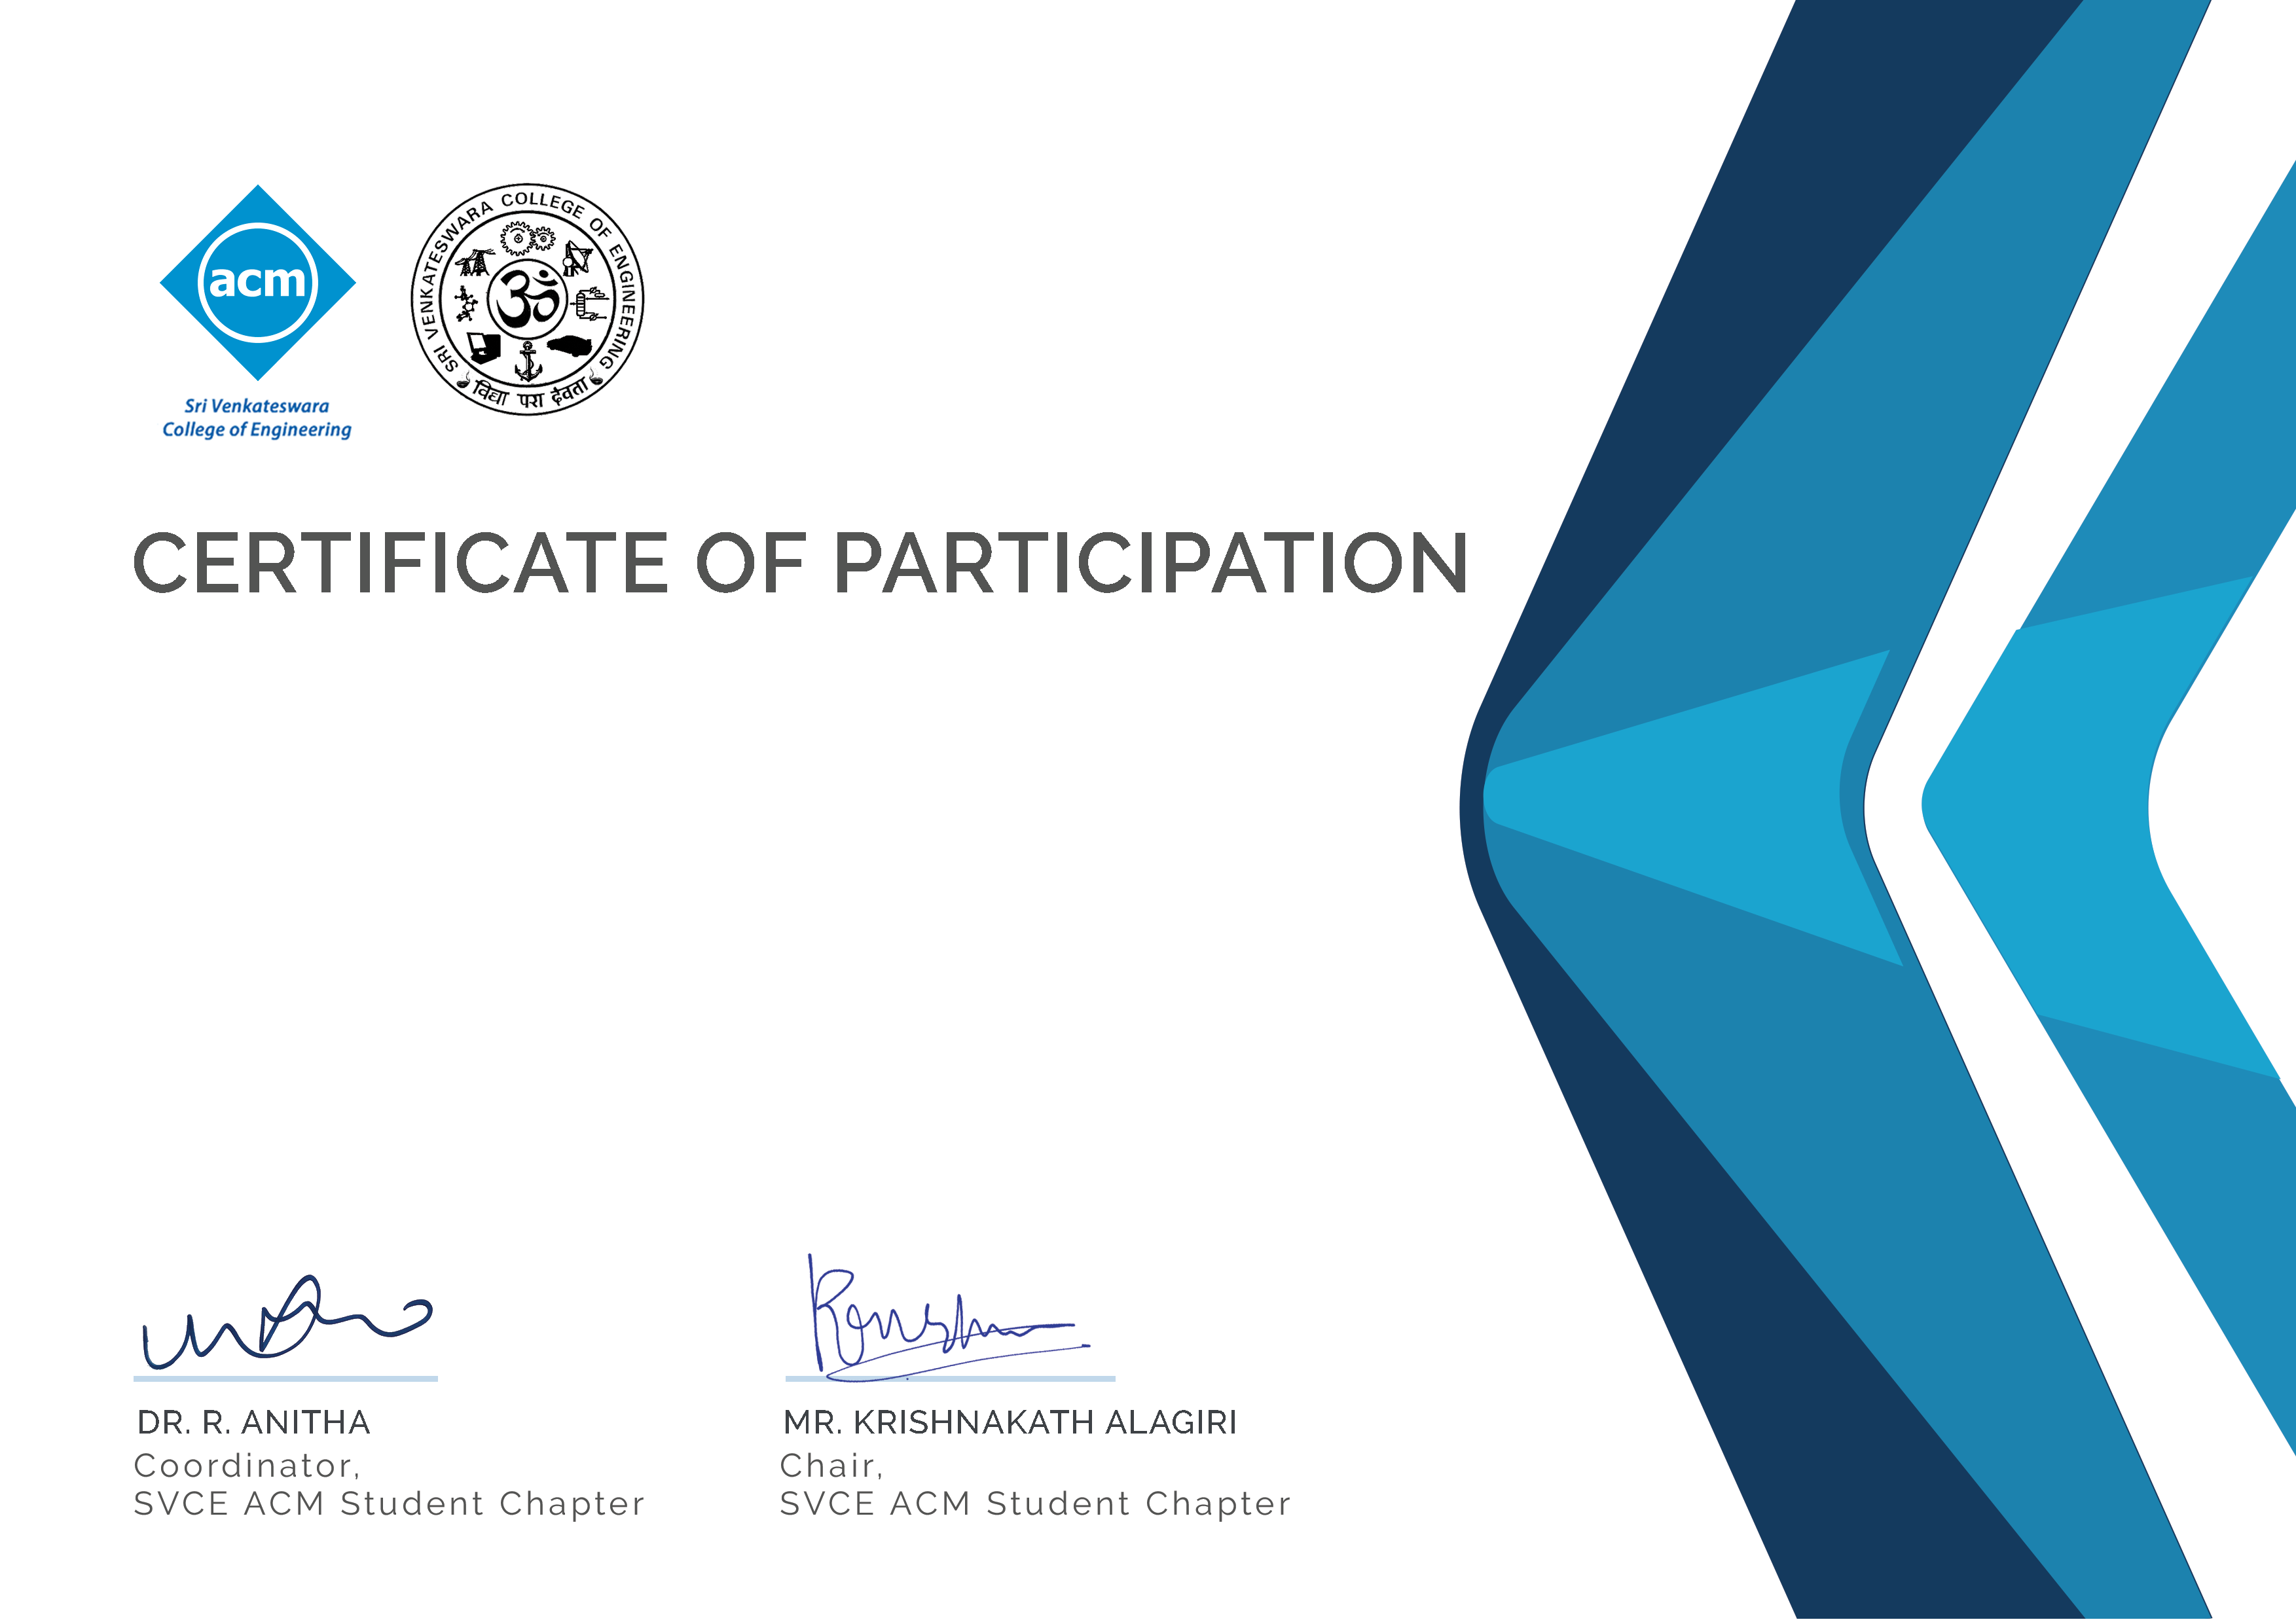 acm
Sri Venkateswara
College of Engineering
SRI VENKATESWARA COLLEGE OF ENGINEERING
विद्या परा देवता
CERTIFICATE OF PARTICIPATION
DR. R. ANITHA
Coordinator,
SVCE ACM Student Chapter
MR. KRISHNAKATH ALAGIRI
Chair,
SVCE ACM Student Chapter